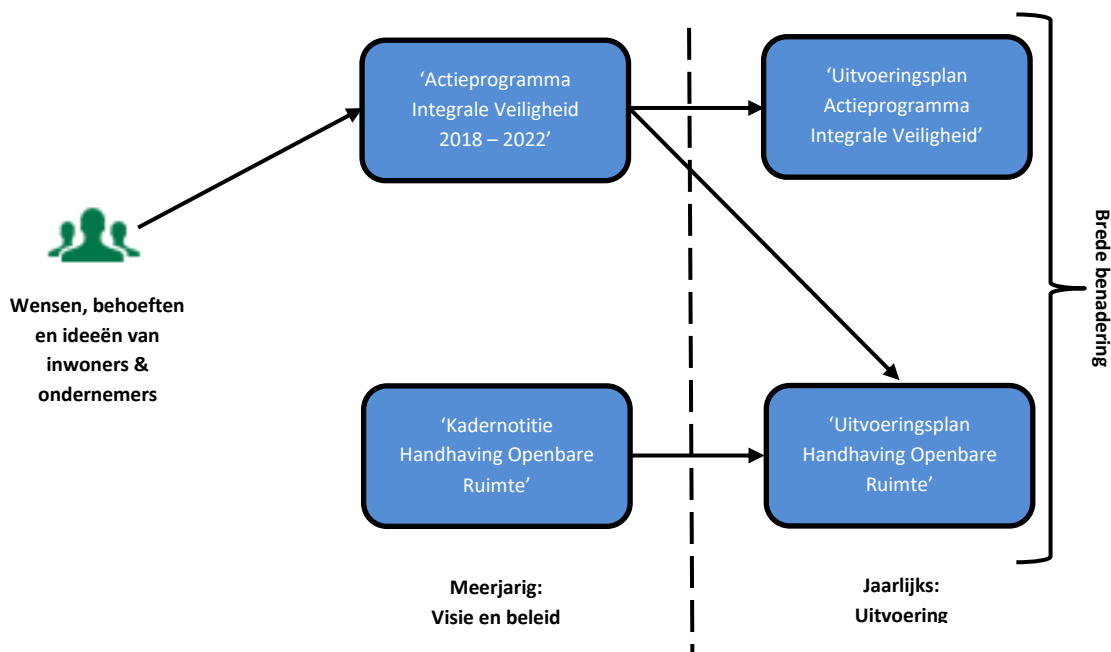 ‘Actieprogramma
Integrale Veiligheid
2018 – 2022’
‘Uitvoeringsplan
Actieprogramma
Integrale Veiligheid’
Wensen, behoeften
en ideeën van
inwoners &
ondernemers
‘Kadernotitie
Handhaving Openbare
Ruimte’
‘Uitvoeringsplan
Handhaving Openbare
Ruimte’
Brede benadering
Meerjarig:
Visie en beleid
Jaarlijks:
Uitvoering